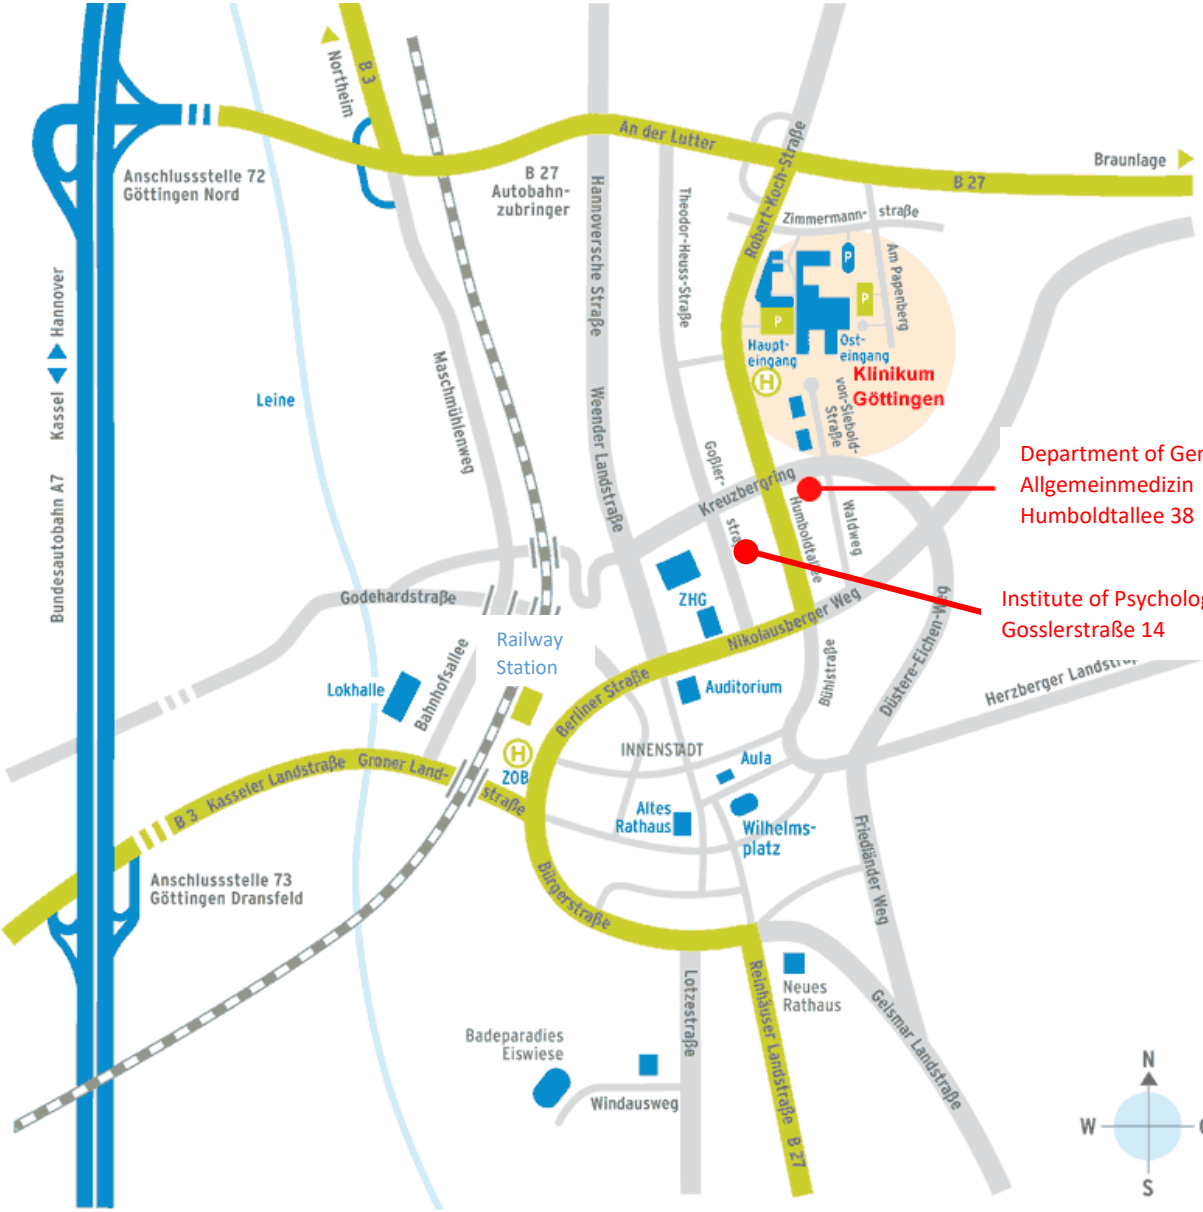 Northeim
B 3
An der Lutter
Braunlage
B 27
Anschlussstelle 72
Göttingen Nord
B 27
Autobahn-
zubringer
Hannoversche Straße
Theodor-Heuss-Straße
Robert-Koch-Straße
Zimmermann- straße
Am Papenberg
P
P
P
Haupt-
eingang
Ost-
eingang
H
Klinikum
Göttingen
von-Siebold-
Straße
Kassel
Hannover
Bundesautobahn A7
Leine
Maschmühlenweg
Weender Landstraße
Goßler-
Kreuzbergring
Humboldtallee
Waldweg
Department of Ger
Allgemeinmedizin
Humboldtallee 38
Institute of Psycholog
Gosslerstraße 14
Godehardstraße
ZHG
Nikolausberger Weg
Railway
Station
Lokhalle
Bahnhofsallee
Berliner Straße
Auditorium
Bühlstraße
Düstere-Eichen-Weg
Herzberger Landstra
H
ZOB
INNENSTADT
Aula
B 3 Kasseler Landstraße
Groner Land-
straße
Altes
Rathaus
Wilhelms-
platz
Friedländer Weg
Anschlussstelle 73
Göttingen Dransfeld
Bürgerstraße
Lotzestraße
Reinhäuser Landstraße B 27
Neues
Rathaus
Geismar Landstraße
Badeparadies
Eiswiese
Windausweg
N
W
S